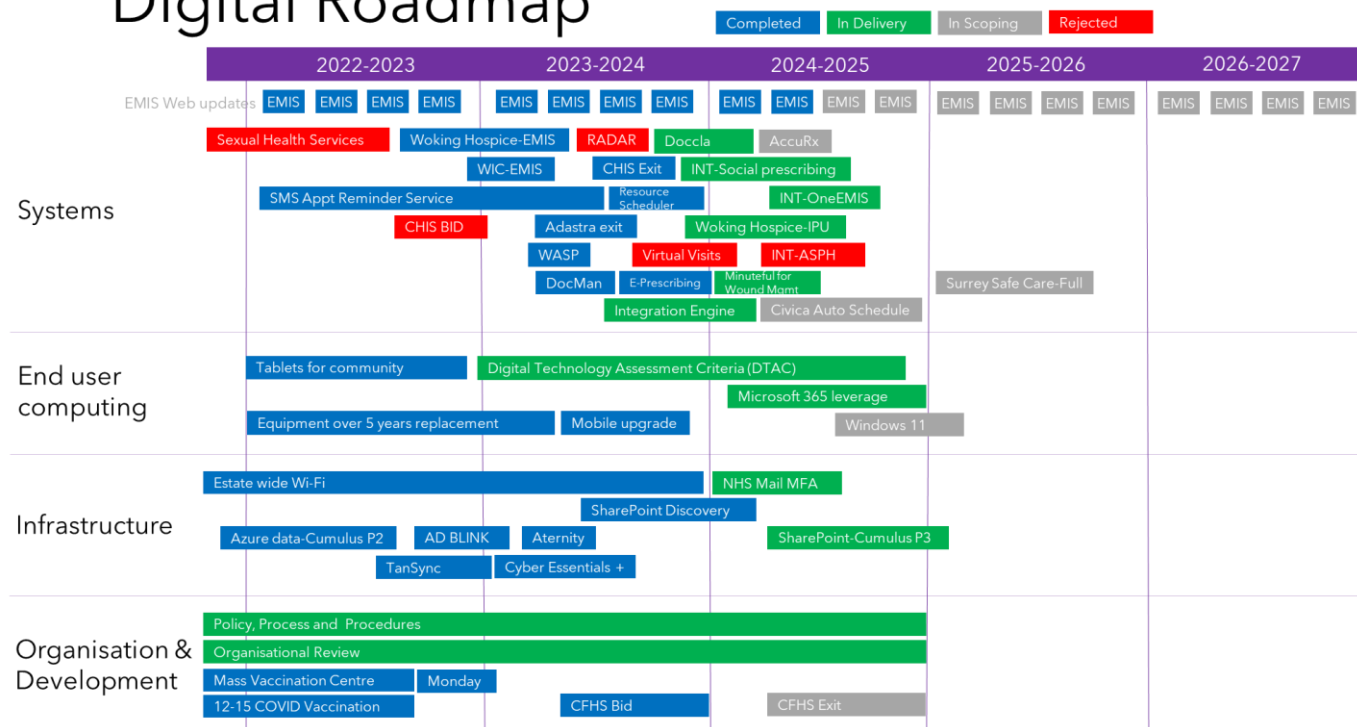 Digital Roadmap
Completed In Delivery In Scoping Rejected
2022-2023 2023-2024 2024-2025 2025-2026 2026-2027
EMIS Web updates EMIS EMIS EMIS EMIS EMIS EMIS EMIS EMIS EMIS EMIS EMIS EMIS EMIS EMIS EMIS EMIS EMIS EMIS EMIS EMIS
Sexual Health Services Woking Hospice-EMIS RADAR Doccla AccuRx
WIC-EMIS CHIS Exit INT-Social prescribing
Systems
SMS Appt Reminder Service Resource Scheduler INT-OneEMIS
CHIS BID Adastra exit Woking Hospice-IPU
WASP Virtual Visits INT-ASPH
DocMan E-Prescribing Minuteful for Wound Mgmt Surrey Safe Care-Full
Integration Engine Civica Auto Schedule
End user
computing
Tablets for community Digital Technology Assessment Criteria (DTAC)
Microsoft 365 leverage
Equipment over 5 years replacement Mobile upgrade Windows 11
Infrastructure
Estate wide Wi-Fi NHS Mail MFA
SharePoint Discovery
Azure data-Cumulus P2 AD BLINK Aternity SharePoint-Cumulus P3
TanSync Cyber Essentials +
Organisation &
Development
Policy, Process and Procedures
Organisational Review
Mass Vaccination Centre Monday
12-15 COVID Vaccination CFHS Bid CFHS Exit